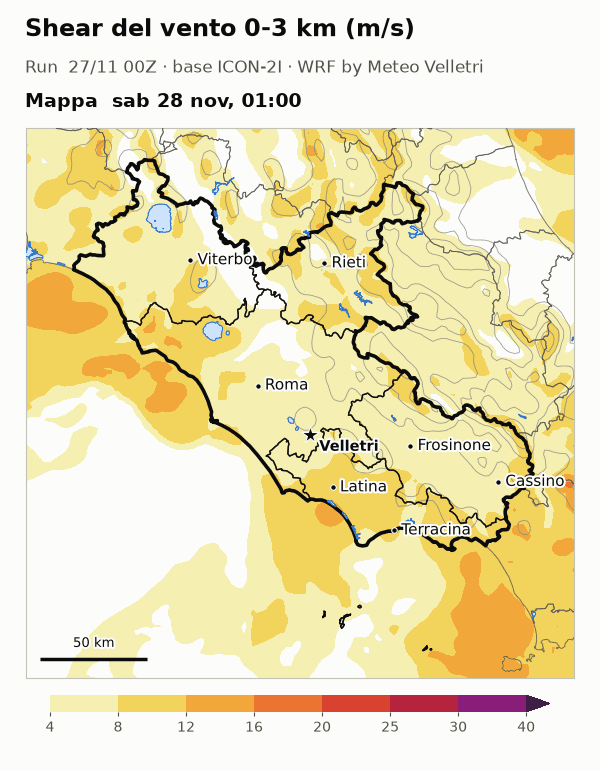 Shear del vento 0-3 km (m/s)
Run  27/11 00Z · base ICON-2I · WRF by Meteo Velletri
Mappa  sab 28 nov, 01:00
Viterbo
Rieti
Roma
Velletri
Frosinone
Latina
Cassino
Terracina
50 km
4 8 12 16 20 25 30 40